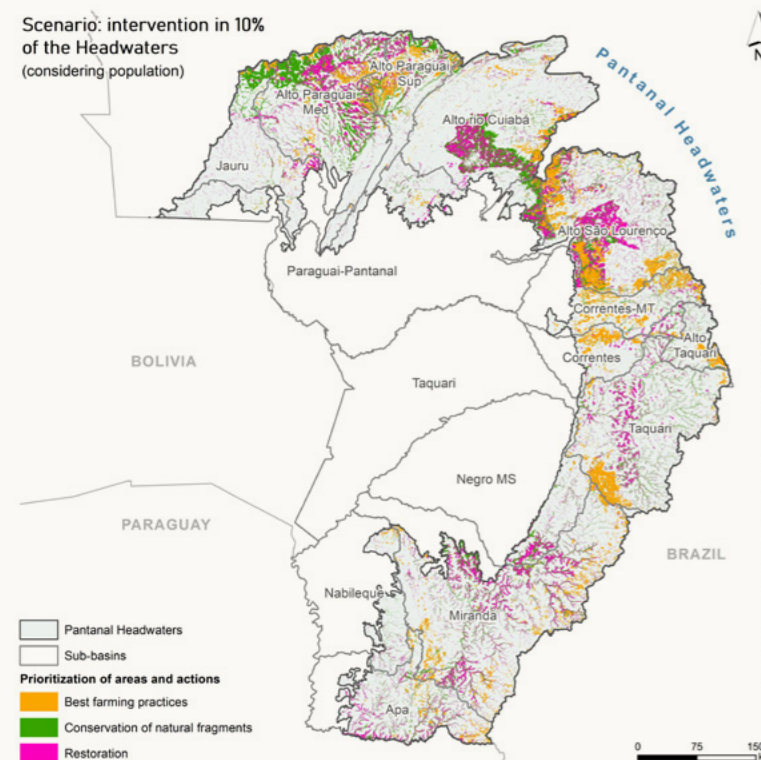 Scenario: intervention in 10%
of the Headwaters
(considering population)
N
Pantanal Headwaters
Alto Paraguai
Sup
Alto Paraguai
Med
Alto rio Cuiabá
Jauru
Alto São Lourenço
Paraguai-Pantanal
Correntes-MT
Alto
Taquari
Correntes
BOLIVIA
Taquari
Taquari
Negro MS
PARAGUAY
BRAZIL
Nabileque
Miranda
Apa
Pantanal Headwaters
Sub-basins
Prioritization of areas and actions
Best farming practices
Conservation of natural fragments
Restoration
0 75 150